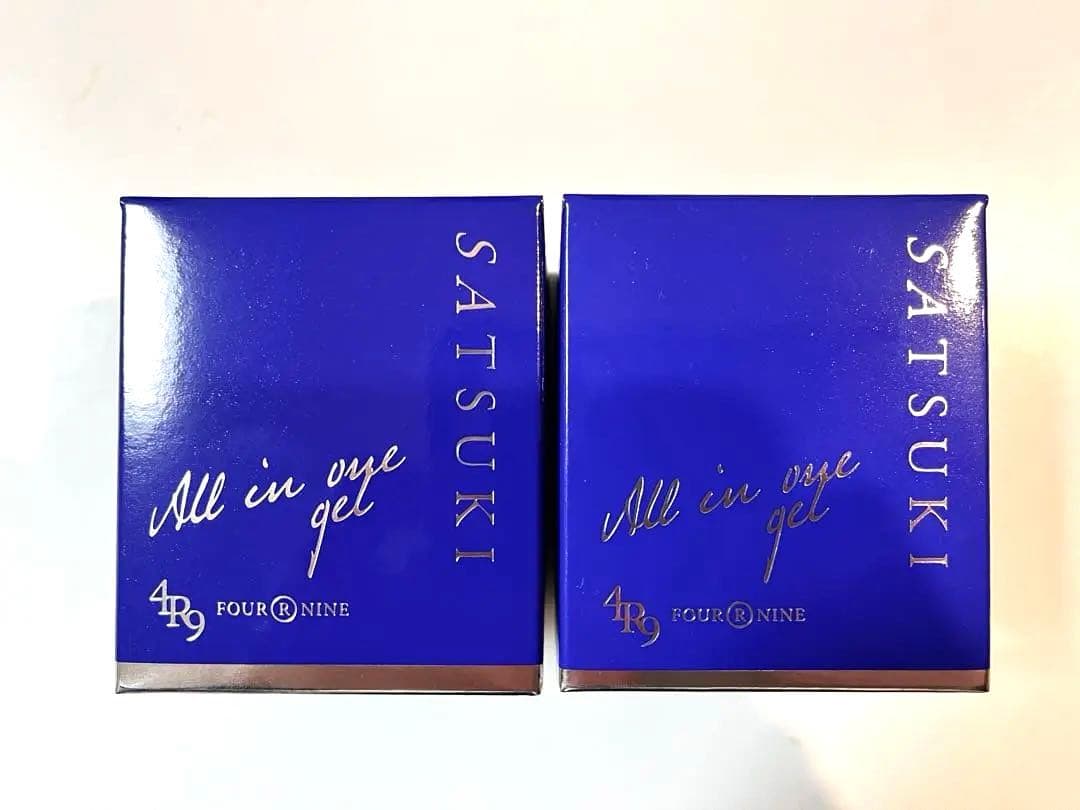 SATSUKI
All in one
gel
4R9 FOUR R NINE
SATSUKI
All in one
gel
4R9 FOUR R NINE